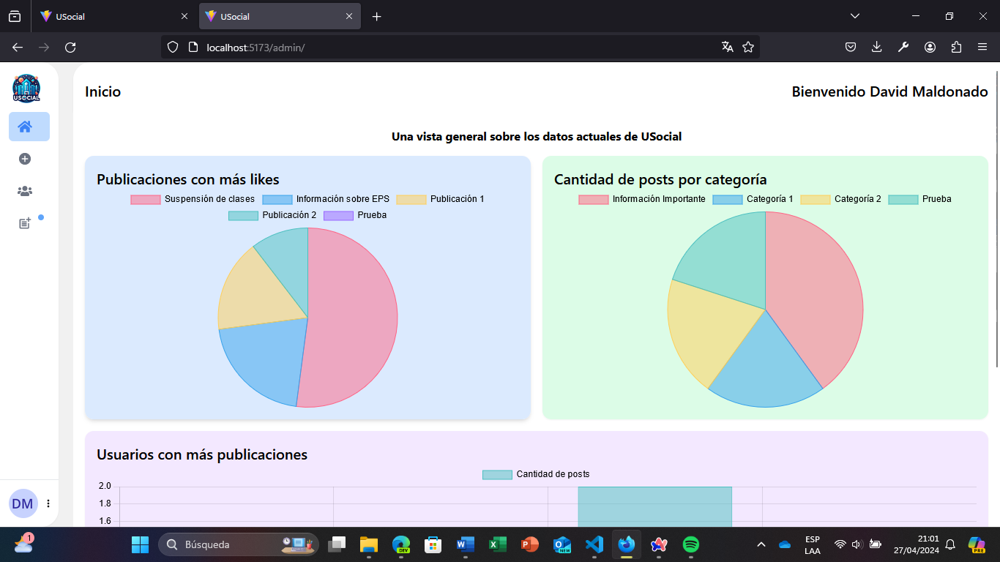 USocial
USocial
localhost:5173/admin/
USOCIAL
Inicio
Bienvenido David Maldonado
Una vista general sobre los datos actuales de USocial
Publicaciones con más likes
Suspensión de clases Información sobre EPS Publicación 1
Publicación 2 Prueba
Cantidad de posts por categoría
Información Importante Categoría 1 Categoría 2 Prueba
Usuarios con más publicaciones
Cantidad de posts
2.0
1.8
1.6
DM
1
Búsqueda
DEV
NEW
ESP
LAA
21:01
27/04/2024
PRE